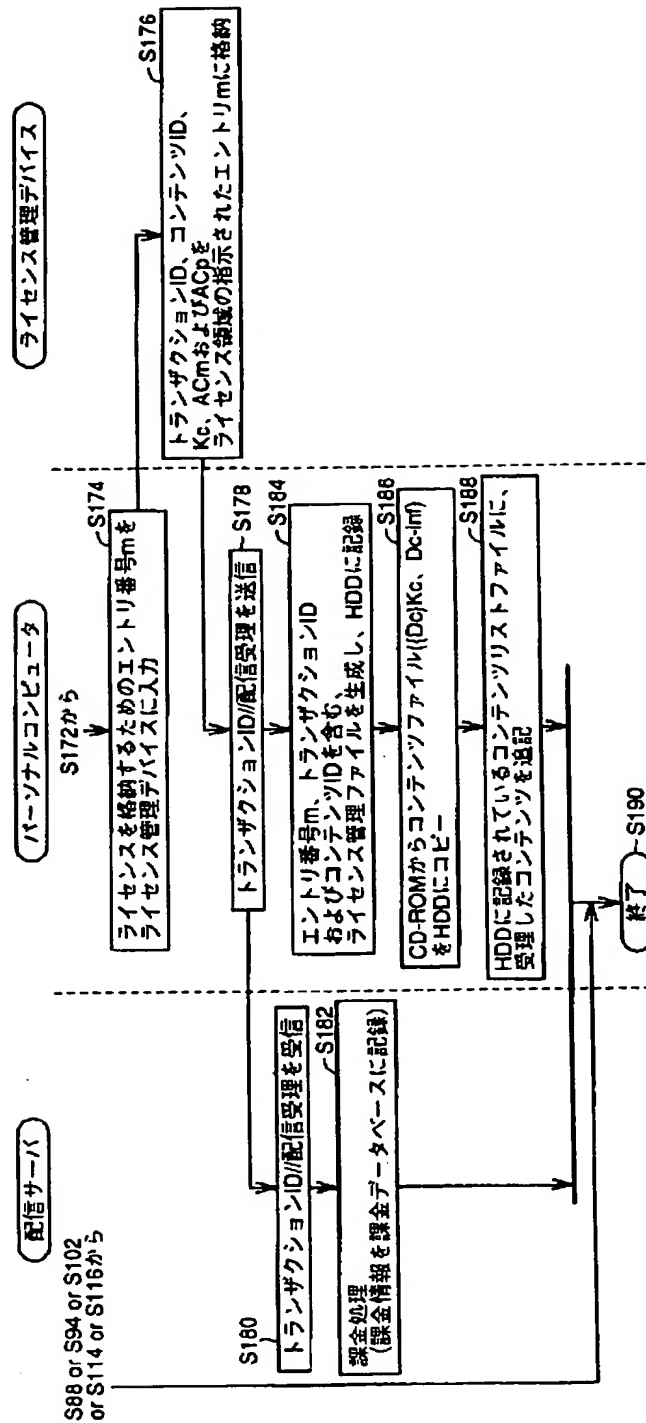 配信サーバ
パーソナルコンピュータ
ライセンス管理デバイス
S88 or S94 or S102
or S114 or S116から
S172から
S174
ライセンスを格納するためのエントリ番号mを
ライセンス管理デバイスに入力
S176
トランザクションID、コンテンツID、
Kc、ACmおよびACpを
ライセンス領域の指示されたエントリmに格納
S178
トランザクションID//配信受理を送信
S180
トランザクションID//配信受理を受信
S182
課金処理
(課金情報を課金データベースに記録)
S184
エントリ番号m、トランザクションID
およびコンテンツIDを含む、
ライセンス管理ファイルを生成し、HDDに記録
S186
CD-ROMからコンテンツファイル({Dc}Kc、Dc-Inf)
をHDDにコピー
S188
HDDに記録されているコンテンツリストファイルに、
受理したコンテンツを追記
終了
S190